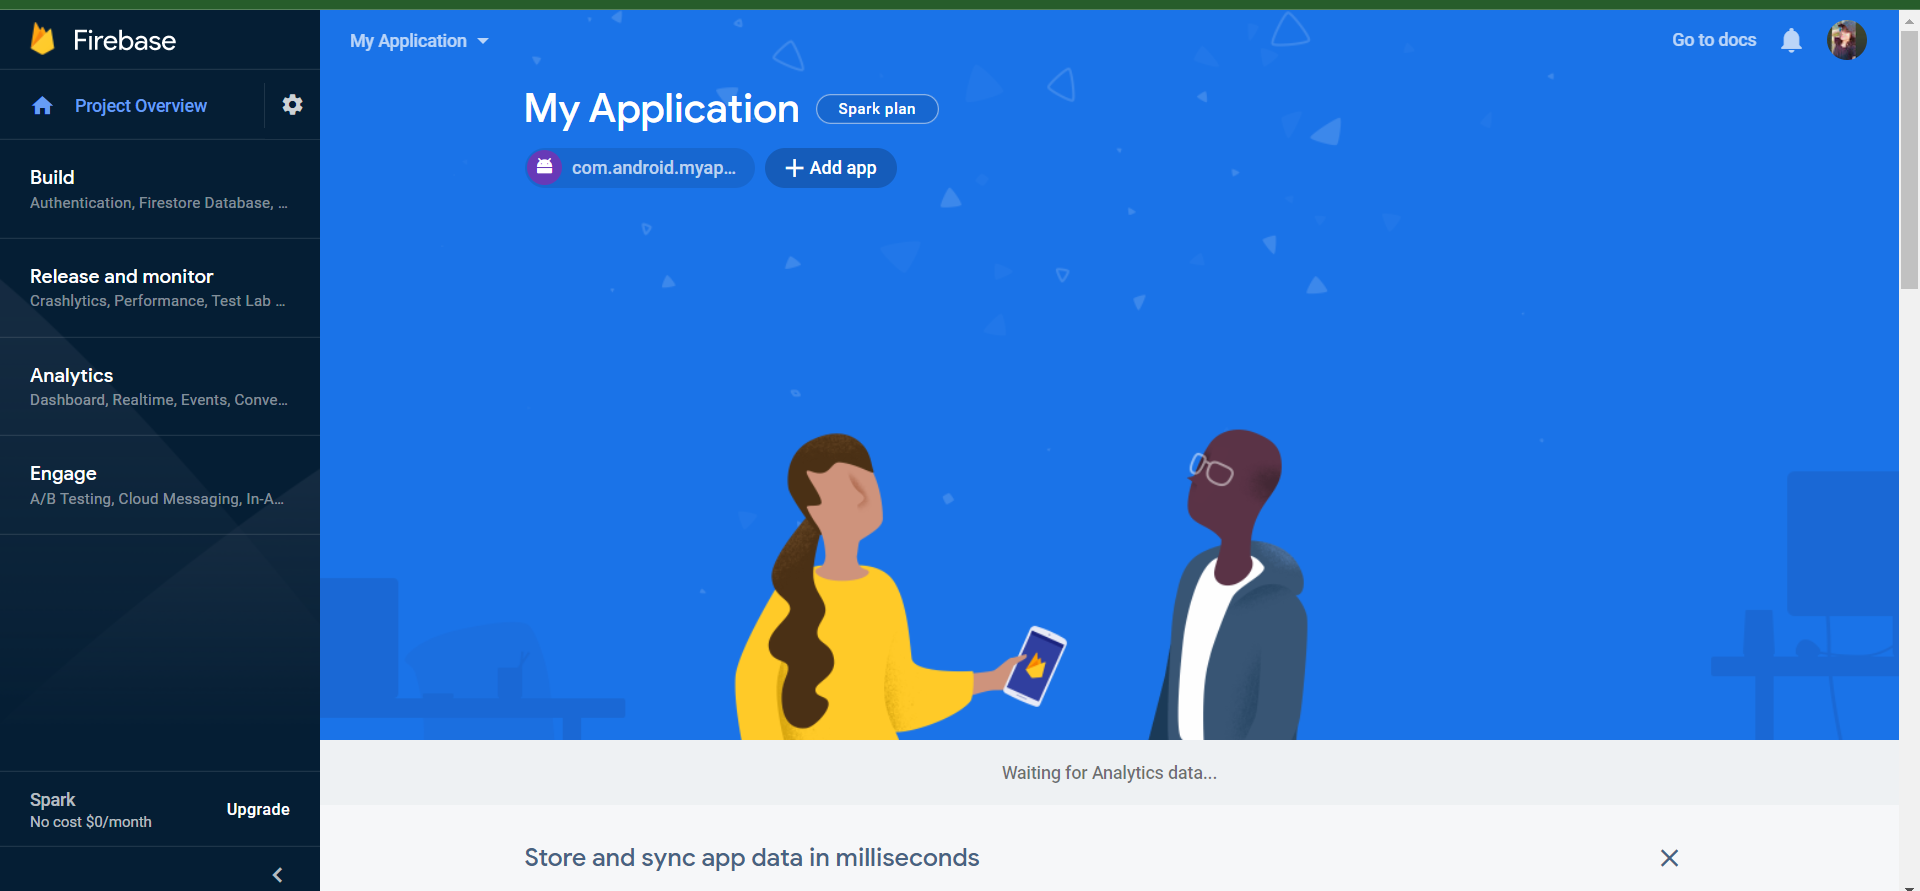 Firebase
Project Overview
Build
Authentication, Firestore Database, ...
Release and monitor
Crashlytics, Performance, Test Lab ...
Analytics
Dashboard, Realtime, Events, Conve...
Engage
A/B Testing, Cloud Messaging, In-A...
Spark
No cost $0/month
Upgrade
My Application
Go to docs
My Application
Spark plan
com.android.myap...
+ Add app
Waiting for Analytics data...
Store and sync app data in milliseconds